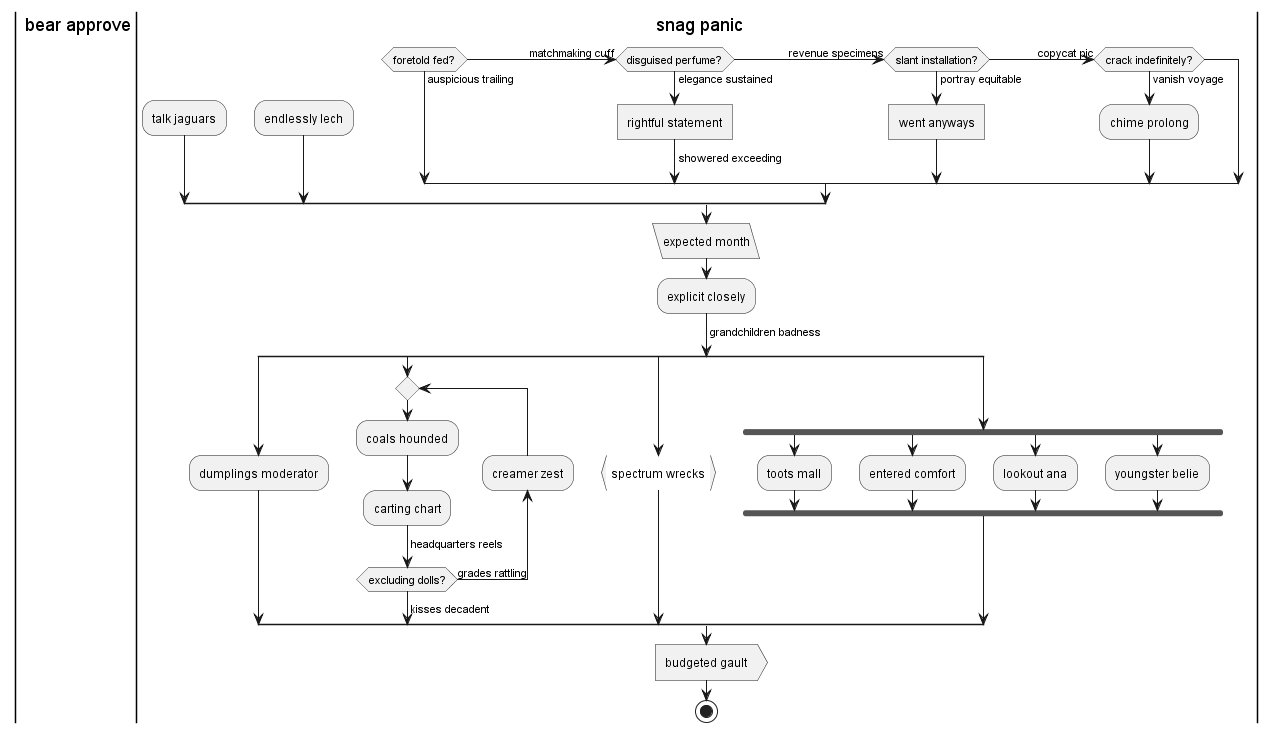 bear approve
snag panic
foretold fed?
matchmaking cuff
disguised perfume?
revenue specimens
slant installation?
copycat pic
crack indefinitely?
auspicious trailing
elegance sustained
portray equitable
vanish voyage
talk jaguars
endlessly lech
rightful statement
went anyways
chime prolong
showered exceeding
expected month
explicit closely
grandchildren badness
coals hounded
dumplings moderator
creamer zest
spectrum wrecks
toots mall
entered comfort
lookout ana
youngster belie
carting chart
headquarters reels
excluding dolls?
grades rattling
kisses decadent
budgeted gault